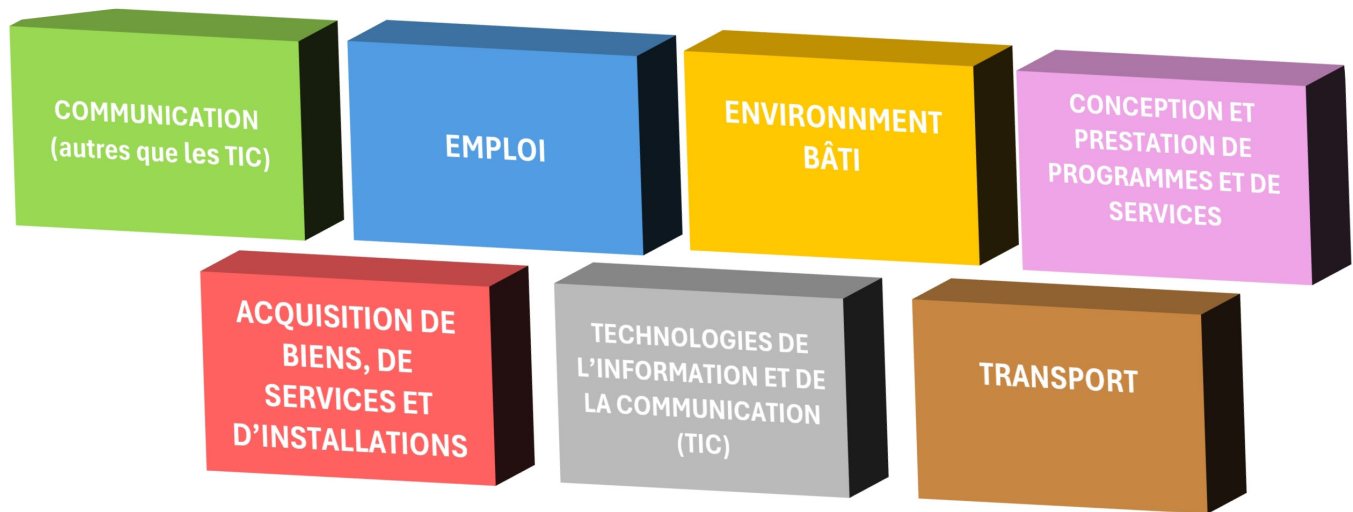 COMMUNICATION
(autres que les TIC)
EMPLOI
ENVIRONNMENT
BÂTI
CONCEPTION ET
PRESTATION DE
PROGRAMMES ET DE
SERVICES
ACQUISITION DE
BIENS, DE
SERVICES ET
D’INSTALLATIONS
TECHNOLOGIES DE
L’INFORMATION ET DE
LA COMMUNICATION
(TIC)
TRANSPORT